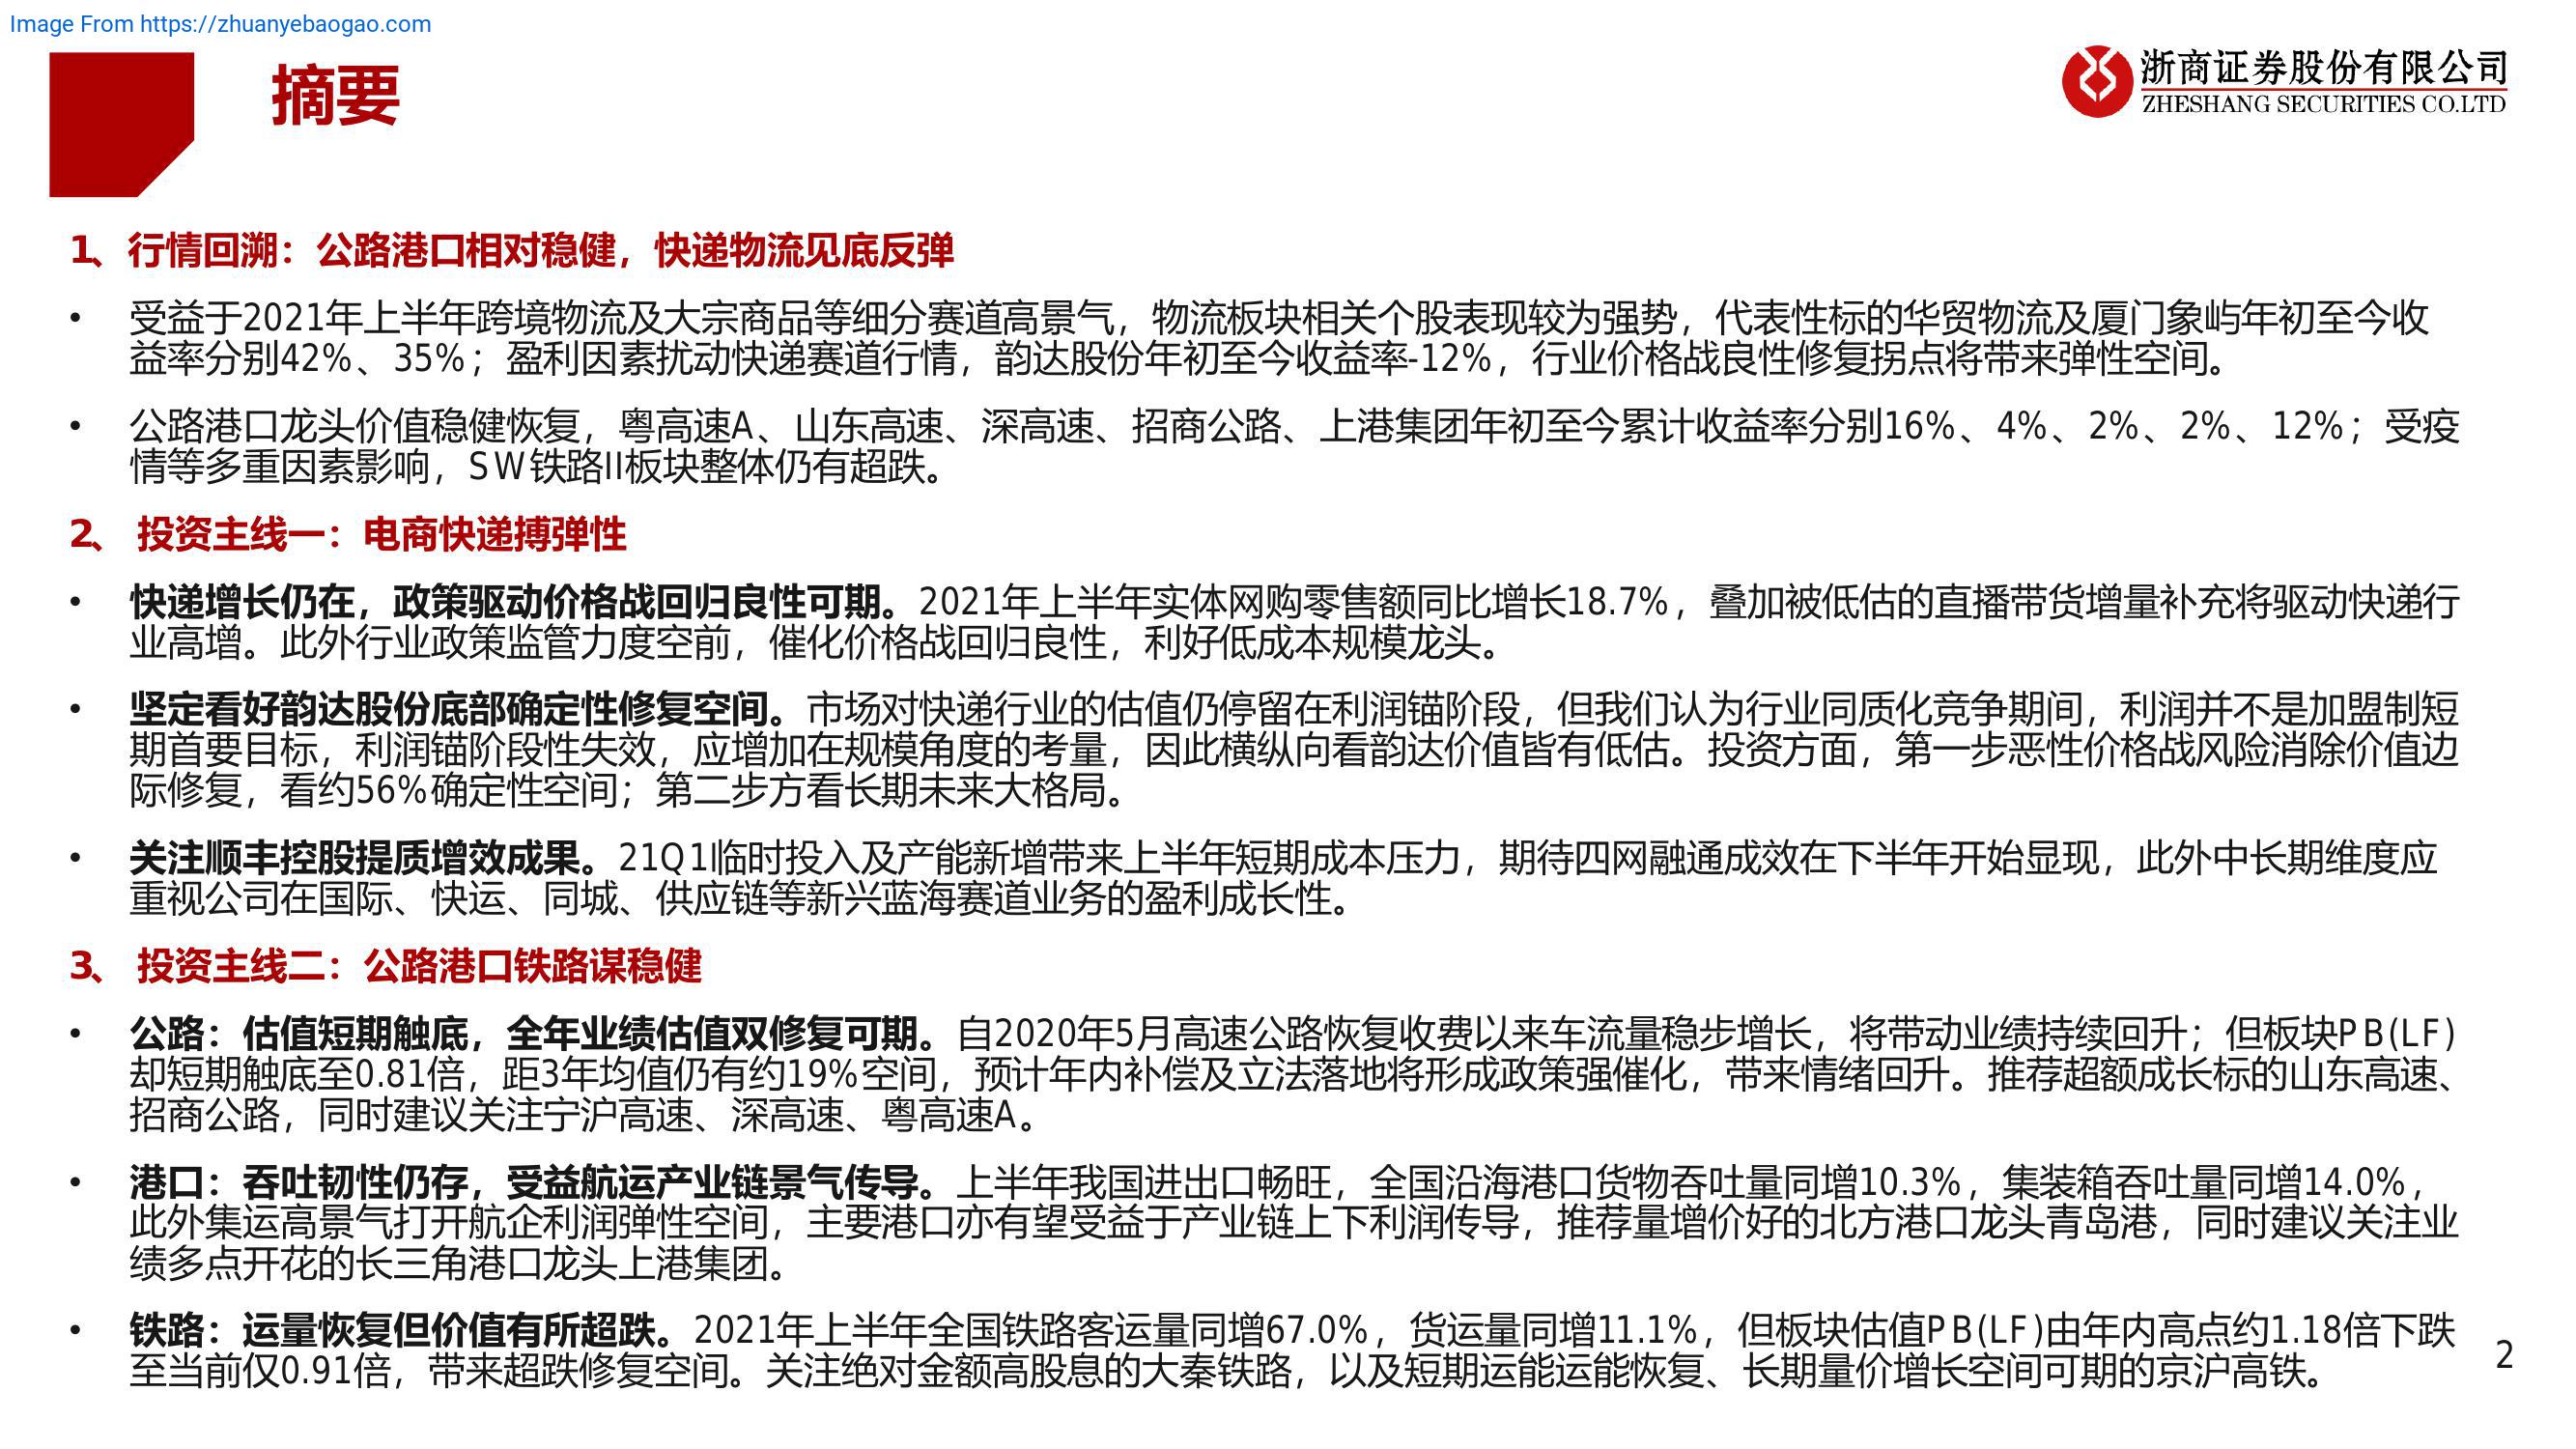 Image From https://zhuanyebaogao.com
摘要
浙商证券股份有限公司
ZHESHANG SECURITIES CO.LTD
1、行情回溯：公路港口相对稳健，快递物流见底反弹
• 受益于2021年上半年跨境物流及大宗商品等细分赛道高景气，物流板块相关个股表现较为强势，代表性标的华贸物流及厦门象屿年初至今收
益率分别42%、35%；盈利因素扰动快递赛道行情，韵达股份年初至今收益率-12%，行业价格战良性修复拐点将带来弹性空间。
• 公路港口龙头价值稳健恢复，粤高速A、山东高速、深高速、招商公路、上港集团年初至今累计收益率分别16%、4%、2%、2%、12%；受疫
情等多重因素影响，SW铁路II板块整体仍有超跌。
2、 投资主线一：电商快递搏弹性
• 快递增长仍在，政策驱动价格战回归良性可期。2021年上半年实体网购零售额同比增长18.7%，叠加被低估的直播带货增量补充将驱动快递行
业高增。此外行业政策监管力度空前，催化价格战回归良性，利好低成本规模龙头。
• 坚定看好韵达股份底部确定性修复空间。市场对快递行业的估值仍停留在利润锚阶段，但我们认为行业同质化竞争期间，利润并不是加盟制短
期首要目标，利润锚阶段性失效，应增加在规模角度的考量，因此横纵向看韵达价值皆有低估。投资方面，第一步恶性价格战风险消除价值边
际修复，看约56%确定性空间；第二步方看长期未来大格局。
• 关注顺丰控股提质增效成果。21Q1临时投入及产能新增带来上半年短期成本压力，期待四网融通成效在下半年开始显现，此外中长期维度应
重视公司在国际、快运、同城、供应链等新兴蓝海赛道业务的盈利成长性。
3、 投资主线二：公路港口铁路谋稳健
• 公路：估值短期触底，全年业绩估值双修复可期。自2020年5月高速公路恢复收费以来车流量稳步增长，将带动业绩持续回升；但板块PB(LF)
却短期触底至0.81倍，距3年均值仍有约19%空间，预计年内补偿及立法落地将形成政策强催化，带来情绪回升。推荐超额成长标的山东高速、
招商公路，同时建议关注宁沪高速、深高速、粤高速A。
• 港口：吞吐韧性仍存，受益航运产业链景气传导。上半年我国进出口畅旺，全国沿海港口货物吞吐量同增10.3%，集装箱吞吐量同增14.0%，
此外集运高景气打开航企利润弹性空间，主要港口亦有望受益于产业链上下利润传导，推荐量增价好的北方港口龙头青岛港，同时建议关注业
绩多点开花的长三角港口龙头上港集团。
• 铁路：运量恢复但价值有所超跌。2021年上半年全国铁路客运量同增67.0%，货运量同增11.1%，但板块估值PB(LF)由年内高点约1.18倍下跌
至当前仅0.91倍，带来超跌修复空间。关注绝对金额高股息的大秦铁路，以及短期运能运能恢复、长期量价增长空间可期的京沪高铁。
2